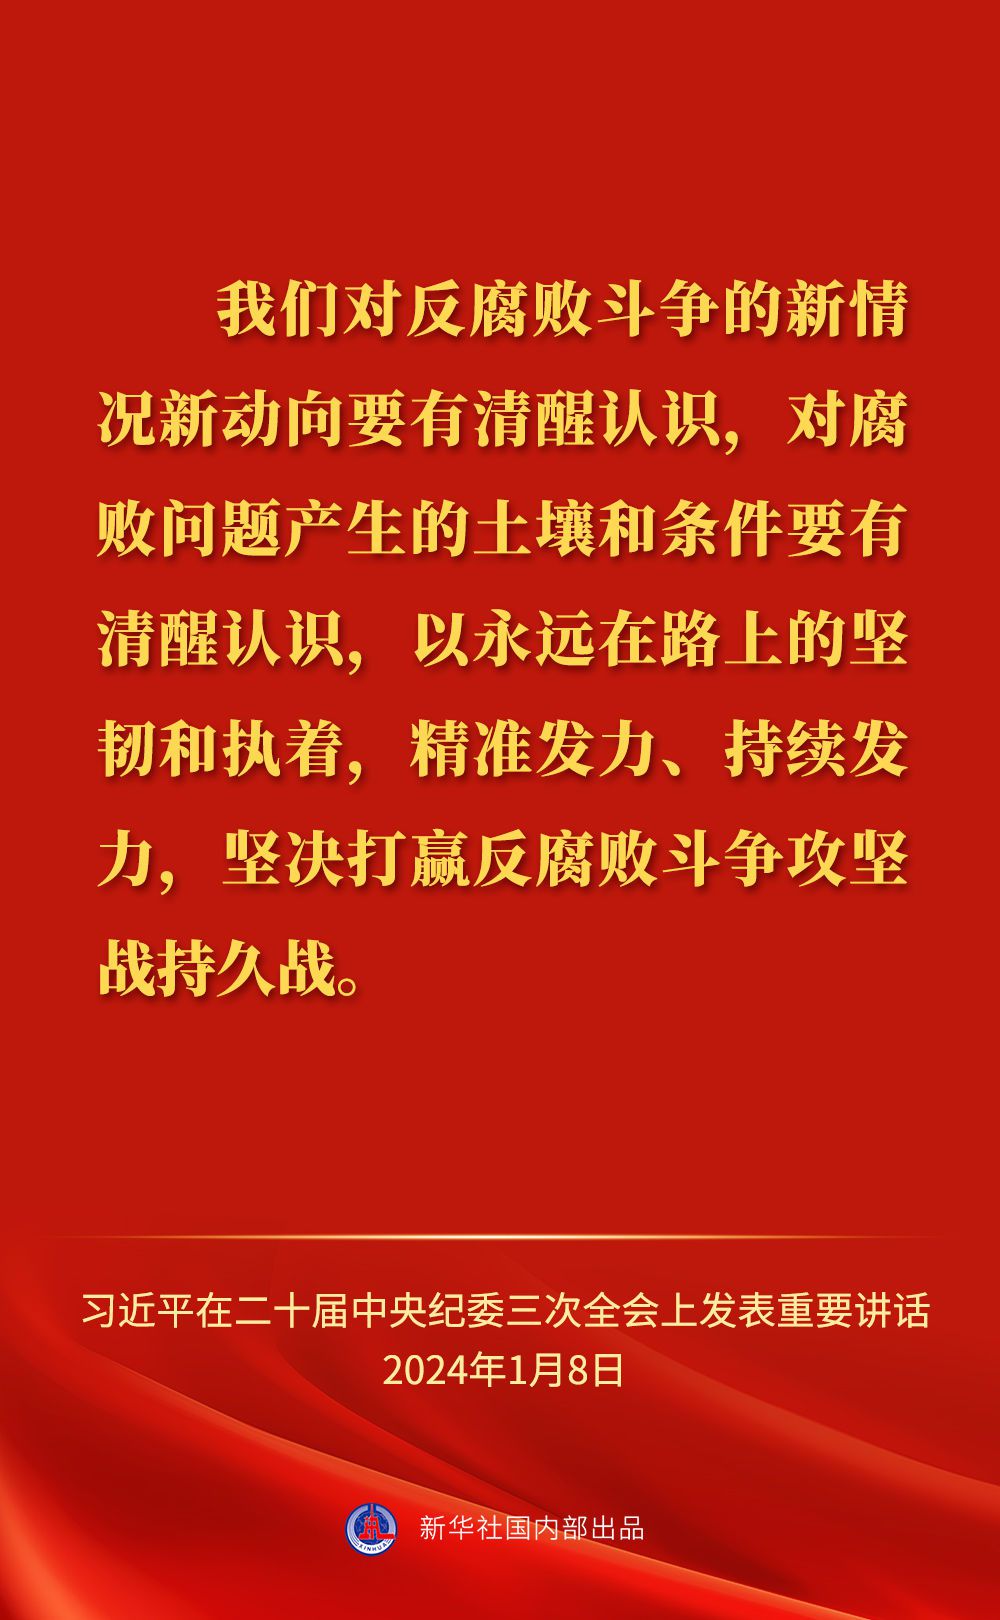 我们对反腐败斗争的新情
况新动向要有清醒认识，对腐
败问题产生的土壤和条件要有
清醒认识，以永远在路上的坚
韧和执着，精准发力、持续发
力，坚决打赢反腐败斗争攻坚
战持久战。
习近平在二十届中央纪委三次全会上发表重要讲话
2024年1月8日
新华社国内部出品
XINHUA